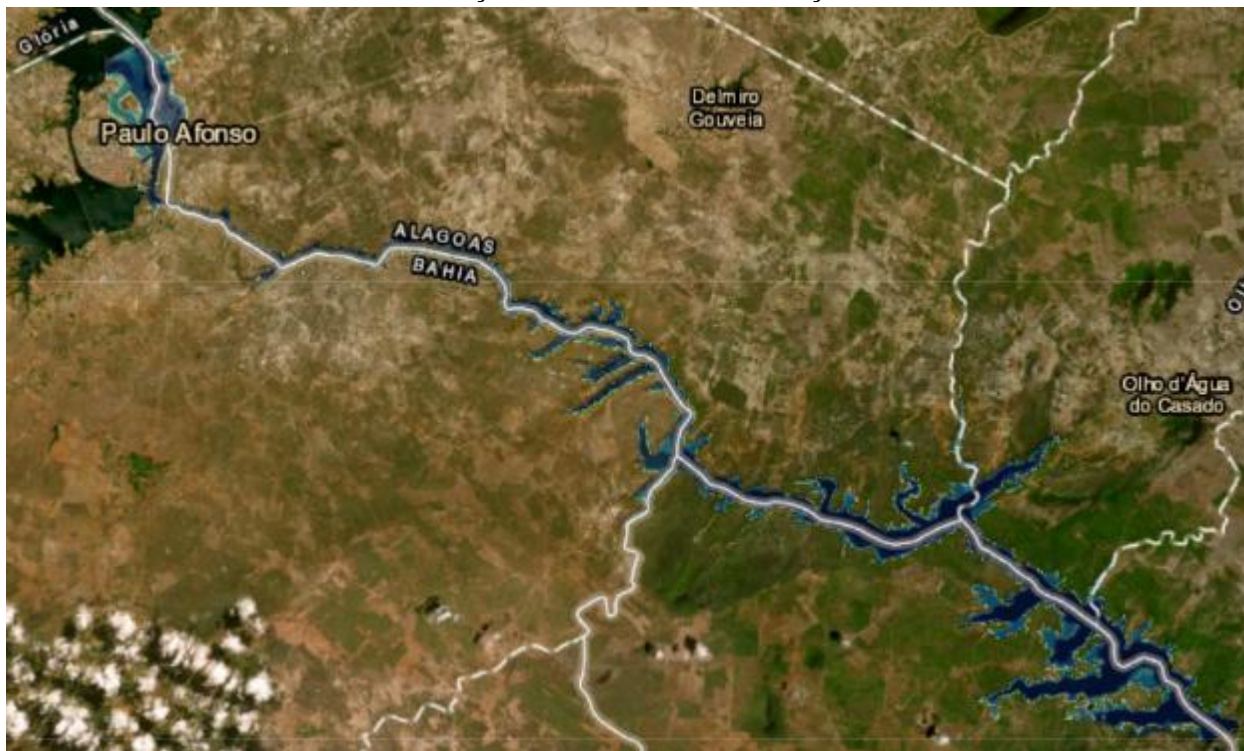 Glória
Paulo Afonso
Delmiro
Gouveia
ALAGOAS
BAHIA
Olho d'Água
do Casado